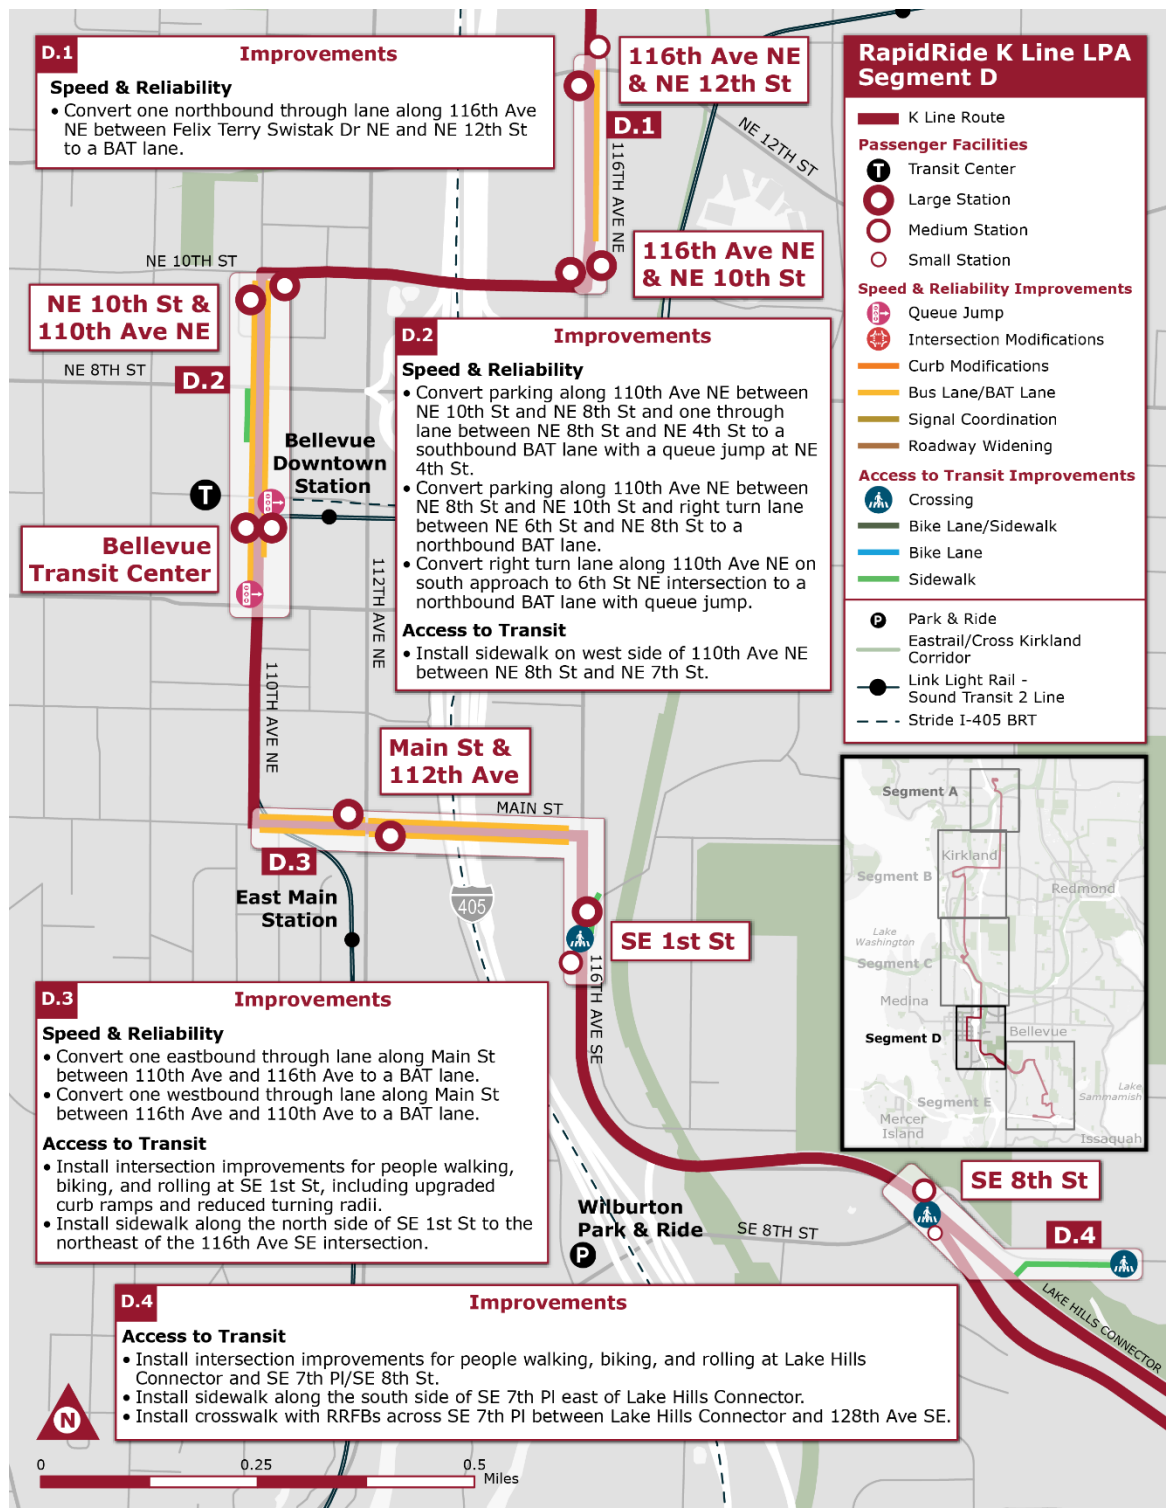 D.1
Improvements
Speed & Reliability
• Convert one northbound through lane along 116th Ave
NE between Felix Terry Swistak Dr NE and NE 12th St
to a BAT lane.
116th Ave NE
& NE 12th St
D.1
116TH AVE NE
NE 12TH ST
RapidRide K Line LPA
Segment D
K Line Route
Passenger Facilities
T
Transit Center
Large Station
Medium Station
Small Station
Speed & Reliability Improvements
Queue Jump
Intersection Modifications
Curb Modifications
Bus Lane/BAT Lane
Signal Coordination
Roadway Widening
Access to Transit Improvements
Crossing
Bike Lane/Sidewalk
Bike Lane
Sidewalk
P
Park & Ride
Eastrail/Cross Kirkland
Corridor
Link Light Rail -
Sound Transit 2 Line
Stride I-405 BRT
116th Ave NE
& NE 10th St
NE 10TH ST
NE 10th St &
110th Ave NE
NE 8TH ST
D.2
Bellevue
Downtown
Station
T
Bellevue
Transit Center
112TH AVE NE
110TH AVE NE
D.2
Improvements
Speed & Reliability
• Convert parking along 110th Ave NE between
NE 10th St and NE 8th St and one through
lane between NE 8th St and NE 4th St to a
southbound BAT lane with a queue jump at NE
4th St.
• Convert parking along 110th Ave NE between
NE 8th St and NE 10th St and right turn lane
between NE 6th St and NE 8th St to a
northbound BAT lane.
• Convert right turn lane along 110th Ave NE on
south approach to 6th St NE intersection to a
northbound BAT lane with queue jump.
Access to Transit
• Install sidewalk on west side of 110th Ave NE
between NE 8th St and NE 7th St.
Main St &
112th Ave
MAIN ST
D.3
East Main
Station
405
SE 1st St
116TH AVE SE
Segment A
Kirkland
Segment B
Redmond
Lake
Washington
Segment C
Medina
Segment D
Bellevue
Segment E
Lake
Sammamish
Mercer
Island
Issaquah
D.3
Improvements
Speed & Reliability
• Convert one eastbound through lane along Main St
between 110th Ave and 116th Ave to a BAT lane.
• Convert one westbound through lane along Main St
between 116th Ave and 110th Ave to a BAT lane.
Access to Transit
• Install intersection improvements for people walking,
biking, and rolling at SE 1st St, including upgraded
curb ramps and reduced turning radii.
• Install sidewalk along the north side of SE 1st St to the
northeast of the 116th Ave SE intersection.
Wilburton
Park & Ride
P
SE 8TH ST
SE 8th St
D.4
LAKE HILLS CONNECTOR
D.4
Improvements
Access to Transit
• Install intersection improvements for people walking, biking, and rolling at Lake Hills
Connector and SE 7th Pl/SE 8th St.
• Install sidewalk along the south side of SE 7th Pl east of Lake Hills Connector.
• Install crosswalk with RRFBs across SE 7th Pl between Lake Hills Connector and 128th Ave SE.
N
0 0.25 0.5
Miles